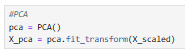 #PCA
pca = PCA()
X_pca = pca.fit_transform(X_scaled)